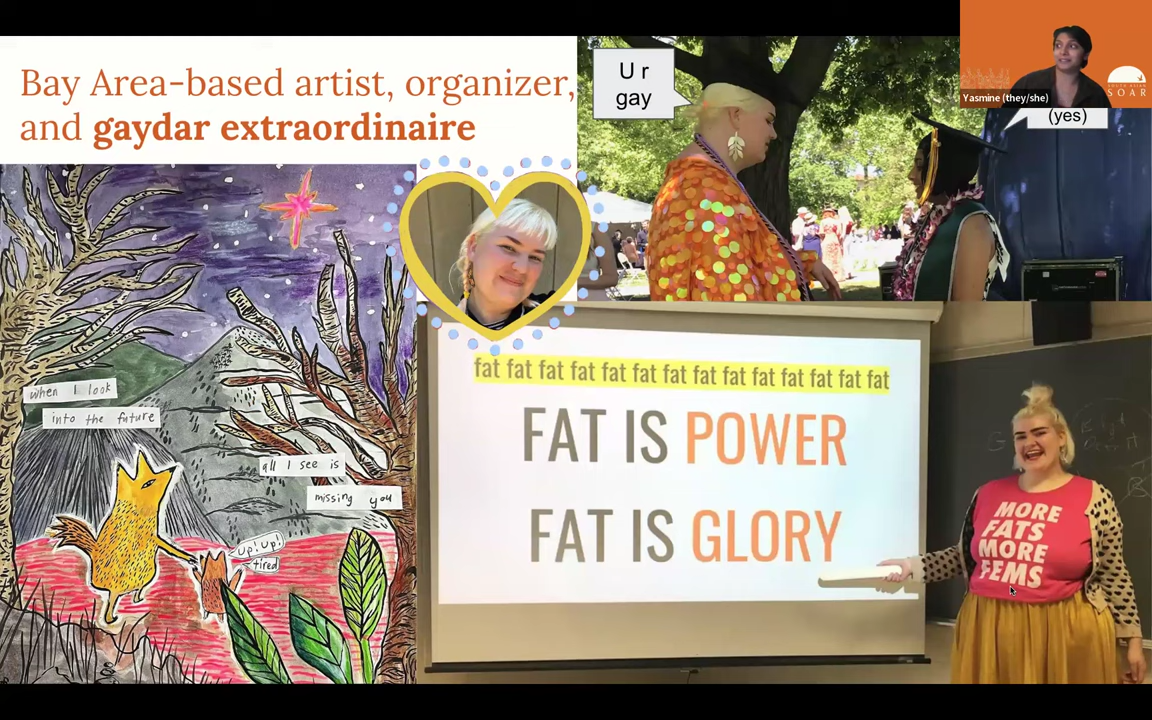 Bay Area-based artist, organizer,
and gaydar extraordinaire
U r
gay
Yasmine (they/she)
SOUTH ASIAN
SOAR
(yes)
when I look
into the future
all I see is
missing you
up! up!
tired
fat fat fat fat fat fat fat fat fat fat fat fat fat
FAT IS POWER
FAT IS GLORY
MORE
FATS
MORE
FEMS